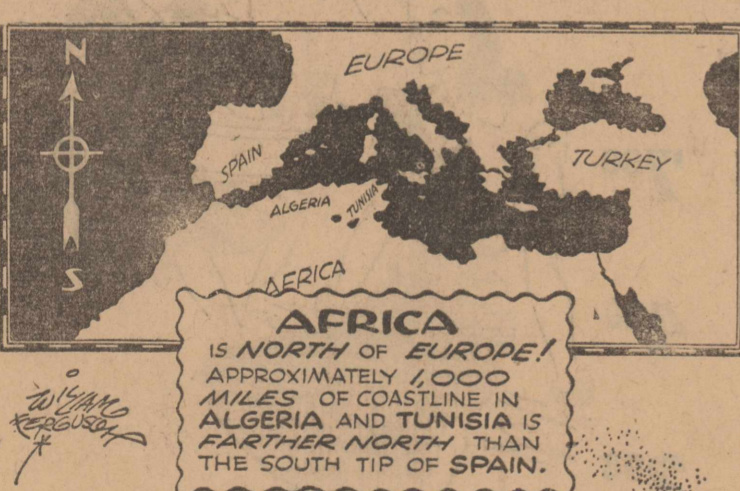 N
EUROPE
SPAIN
TURKEY
ALGERIA
TUNISIA
S
AFRICA
AFRICA
IS NORTH OF EUROPE!
APPROXIMATELY 1,000
MILES OF COASTLINE IN
ALGERIA AND TUNISIA IS
FARTHER NORTH THAN
THE SOUTH TIP OF SPAIN.
WILLIAM
FERGUSON